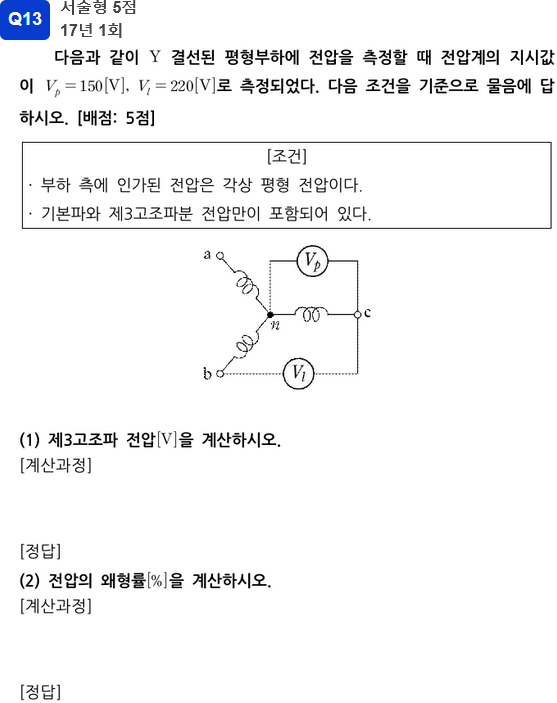 Q13
서술형 5점
17년 1회
다음과 같이 Y 결선된 평형부하에 전압을 측정할 때 전압계의 지시값
이 Vp = 150[V], Vl = 220[V]로 측정되었다. 다음 조건을 기준으로 물음에 답
하시오. [배점: 5점]
[조건]
· 부하 측에 인가된 전압은 각상 평형 전압이다.
· 기본파와 제3고조파분 전압만이 포함되어 있다.
a
Vp
n
c
b
Vl
(1) 제3고조파 전압[V]을 계산하시오.
[계산과정]
[정답]
(2) 전압의 왜형률[%]을 계산하시오.
[계산과정]
[정답]